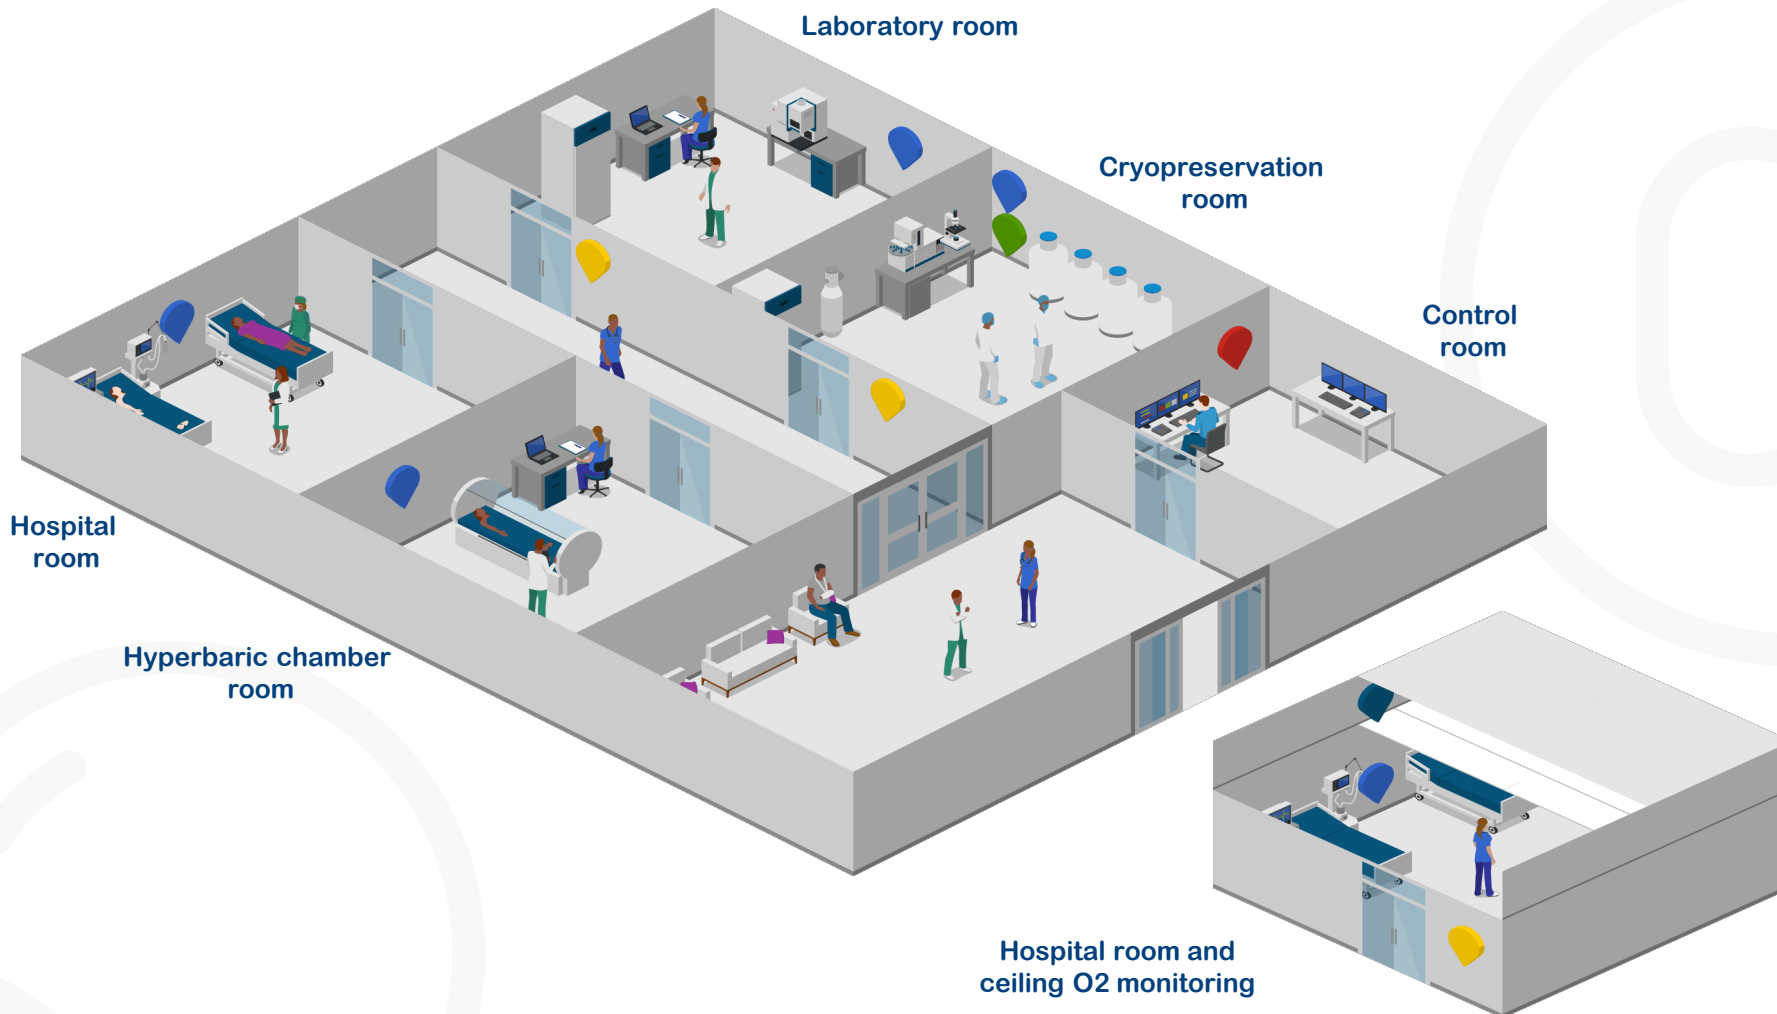 Laboratory room
Cryopreservation
room
Control
room
Hospital
room
Hyperbaric chamber
room
Hospital room and
ceiling O2 monitoring